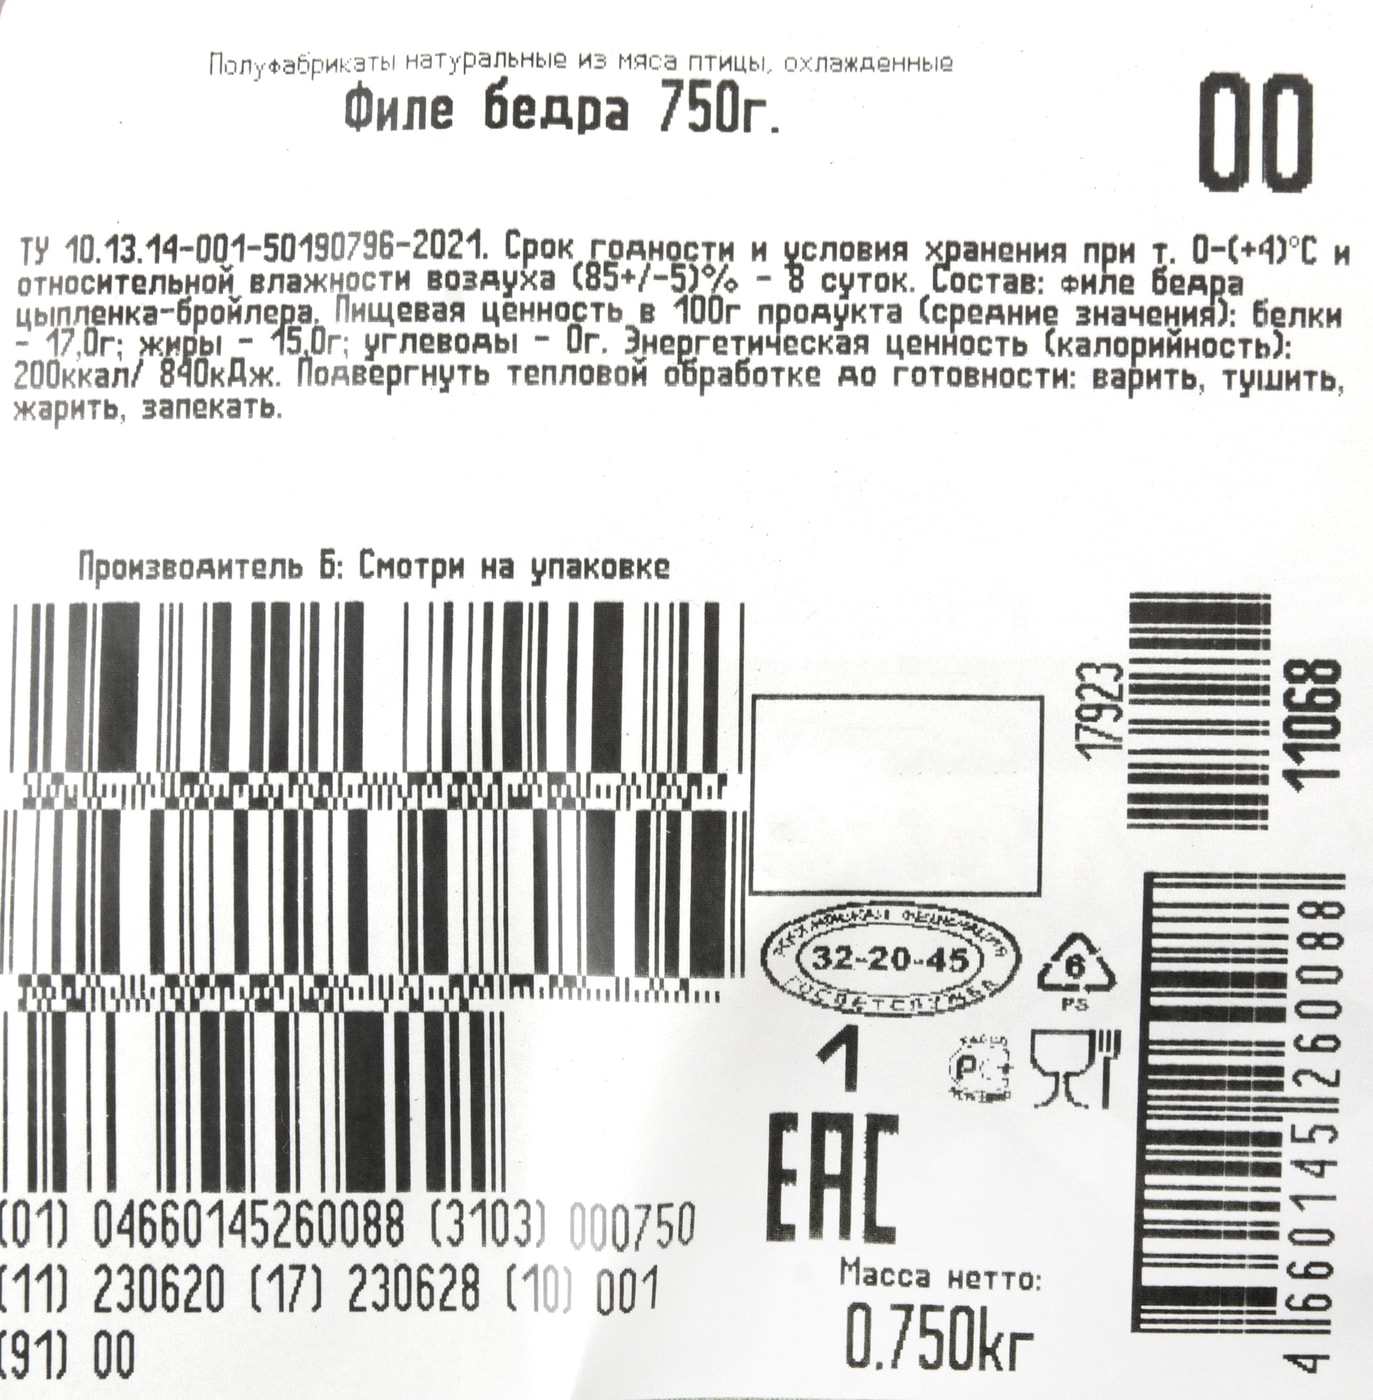 Полуфабрикаты натуральные из мяса птицы, охлажденные
Филе бедра 750г.
00
ТУ 10.13.14-001-50190796-2021. Срок годности и условия хранения при т. 0-(+4)°С и
относительной влажности воздуха (85+/-5)% - 8 суток. Состав: филе бедра
цыпленка-бройлера. Пищевая ценность в 100г продукта (средние значения): белки
- 17,0г; жиры - 15,0г; углеводы - 0г. Энергетическая ценность (калорийность):
200ккал/ 840кДж. Подвергнуть тепловой обработке до готовности: варить, тушить,
жарить, запекать.
Производитель Б: Смотри на упаковке
17923
11068
32-20-45
ГОСВЕТСЛУЖБА
6
PS
1
EAC
4660145260088
(01) 04660145260088 (3103) 000750
(11) 230620 (17) 230628 (10) 001
(91) 00
Масса нетто:
0.750кг